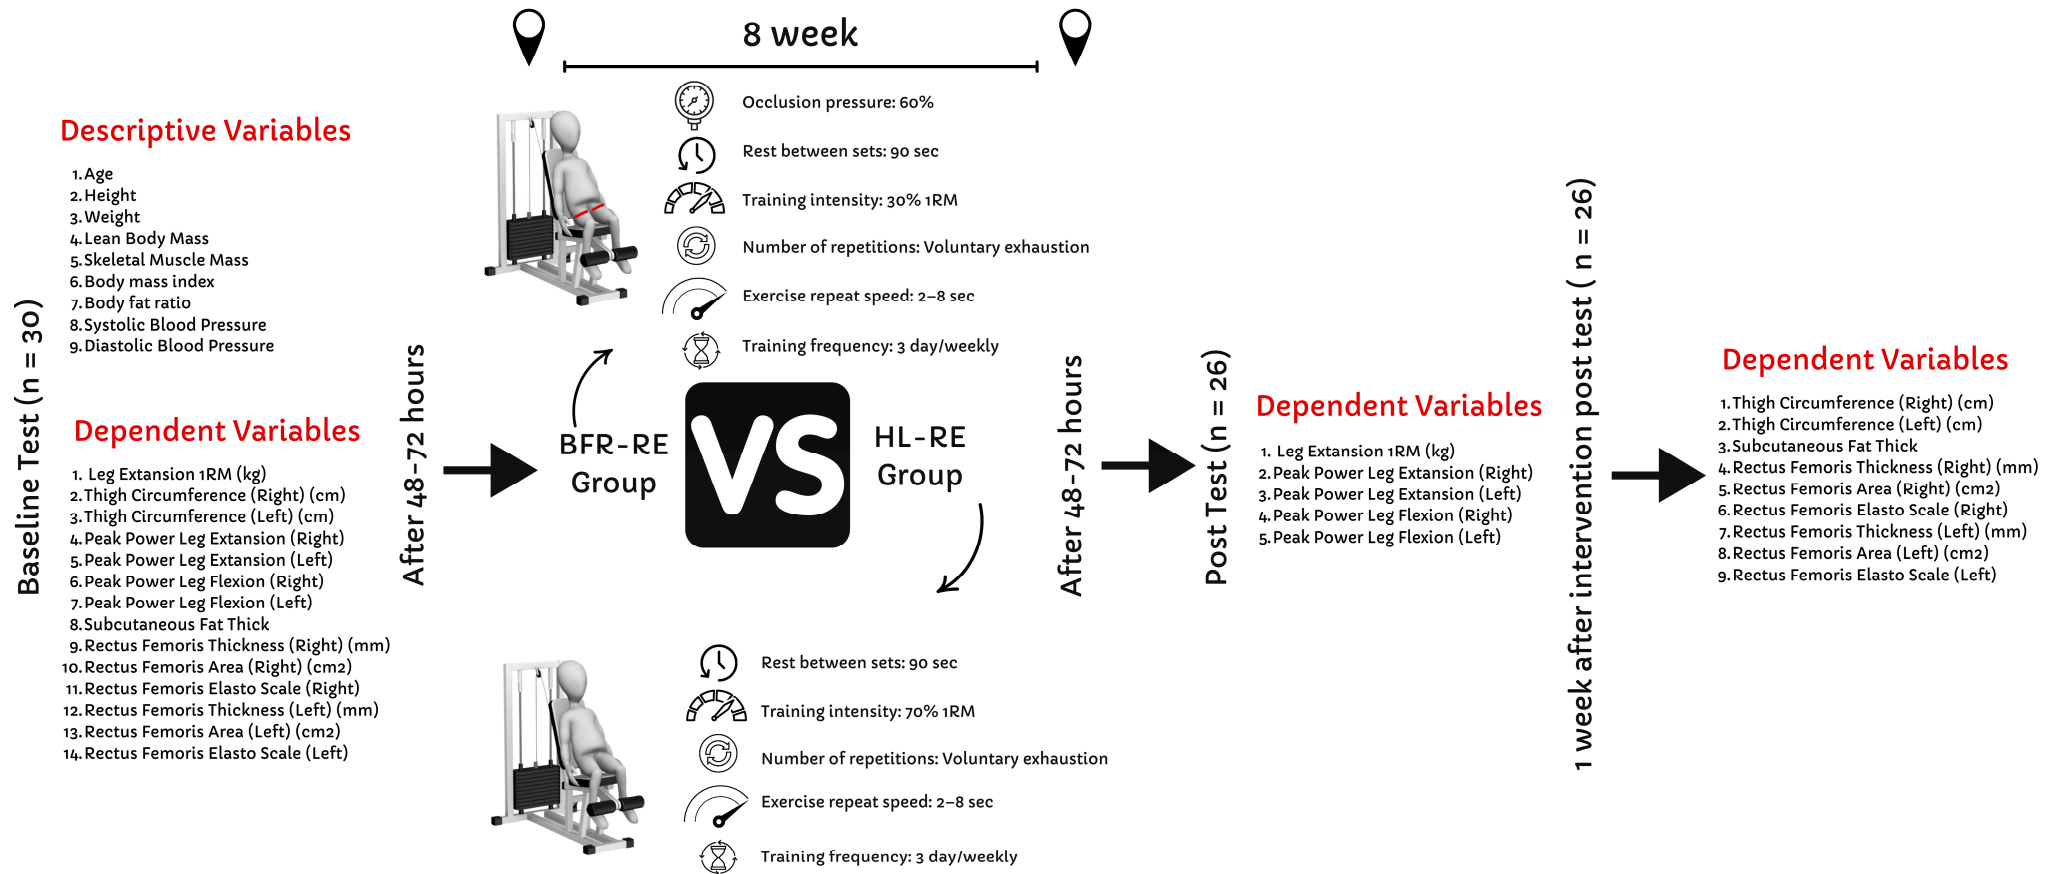 Baseline Test (n = 30)
Descriptive Variables
1. Age
2. Height
3. Weight
4. Lean Body Mass
5. Skeletal Muscle Mass
6. Body mass index
7. Body fat ratio
8. Systolic Blood Pressure
9. Diastolic Blood Pressure
Dependent Variables
1. Leg Extansion 1RM (kg)
2. Thigh Circumference (Right) (cm)
3. Thigh Circumference (Left) (cm)
4. Peak Power Leg Extansion (Right)
5. Peak Power Leg Extansion (Left)
6. Peak Power Leg Flexion (Right)
7. Peak Power Leg Flexion (Left)
8. Subcutaneous Fat Thick
9. Rectus Femoris Thickness (Right) (mm)
10. Rectus Femoris Area (Right) (cm2)
11. Rectus Femoris Elasto Scale (Right)
12. Rectus Femoris Thickness (Left) (mm)
13. Rectus Femoris Area (Left) (cm2)
14. Rectus Femoris Elasto Scale (Left)
After 48-72 hours
8 week
Occlusion pressure: 60%
Rest between sets: 90 sec
Training intensity: 30% 1RM
Number of repetitions: Voluntary exhaustion
Exercise repeat speed: 2–8 sec
Training frequency: 3 day/weekly
BFR-RE
Group
VS
HL-RE
Group
Rest between sets: 90 sec
Training intensity: 70% 1RM
Number of repetitions: Voluntary exhaustion
Exercise repeat speed: 2–8 sec
Training frequency: 3 day/weekly
After 48-72 hours
Post Test (n = 26)
Dependent Variables
1. Leg Extansion 1RM (kg)
2. Peak Power Leg Extansion (Right)
3. Peak Power Leg Extansion (Left)
4. Peak Power Leg Flexion (Right)
5. Peak Power Leg Flexion (Left)
1 week after intervention post test ( n = 26)
Dependent Variables
1. Thigh Circumference (Right) (cm)
2. Thigh Circumference (Left) (cm)
3. Subcutaneous Fat Thick
4. Rectus Femoris Thickness (Right) (mm)
5. Rectus Femoris Area (Right) (cm2)
6. Rectus Femoris Elasto Scale (Right)
7. Rectus Femoris Thickness (Left) (mm)
8. Rectus Femoris Area (Left) (cm2)
9. Rectus Femoris Elasto Scale (Left)